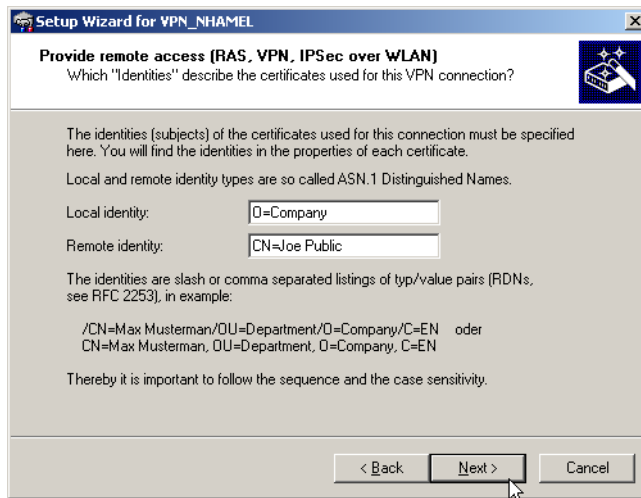 Setup Wizard for VPN_NHAMEL
Provide remote access (RAS, VPN, IPSec over WLAN)
Which "Identities" describe the certificates used for this VPN connection?
The identities (subjects) of the certificates used for this connection must be specified
here. You will find the identities in the properties of each certificate.
Local and remote identity types are so called ASN.1 Distinguished Names.
Local identity: O=Company
Remote identity: CN=Joe Public
The identities are slash or comma separated listings of typ/value pairs (RDNs,
see RFC 2253), in example:
/CN=Max Musterman/OU=Department/O=Company/C=EN oder
CN=Max Musterman, OU=Department, O=Company, C=EN
Thereby it is important to follow the sequence and the case sensitivity.
< Back Next > Cancel